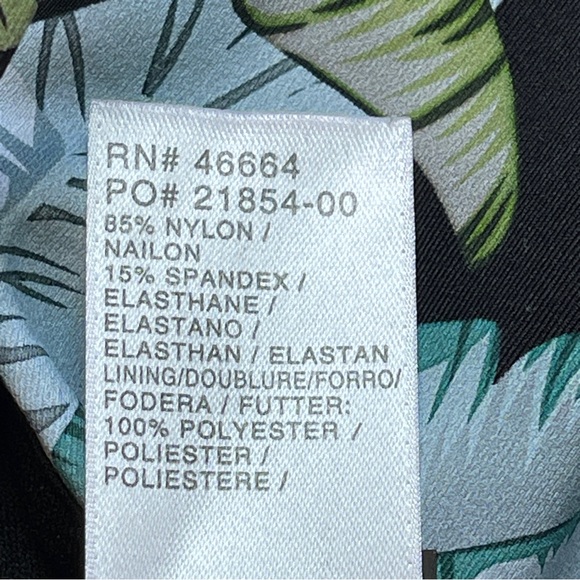 RN# 46664
PO# 21854-00
85% NYLON /
NAILON
15% SPANDEX /
ELASTHANE /
ELASTANO /
ELASTHAN / ELASTAN
LINING/DOUBLURE/FORRO/
FODERA / FUTTER:
100% POLYESTER /
POLIESTER /
POLIESTERE /